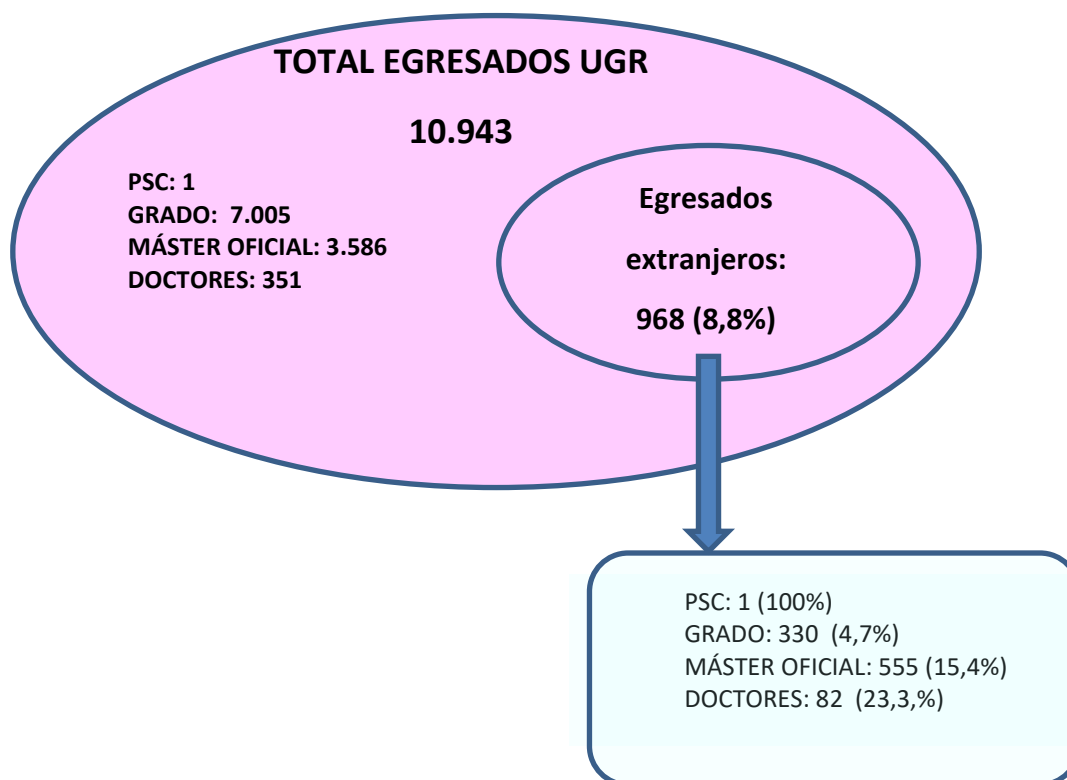 TOTAL EGRESADOS UGR
10.943
PSC: 1
GRADO: 7.005
MÁSTER OFICIAL: 3.586
DOCTORES: 351
Egresados
extranjeros:
968 (8,8%)
PSC: 1 (100%)
GRADO: 330 (4,7%)
MÁSTER OFICIAL: 555 (15,4%)
DOCTORES: 82 (23,3,%)